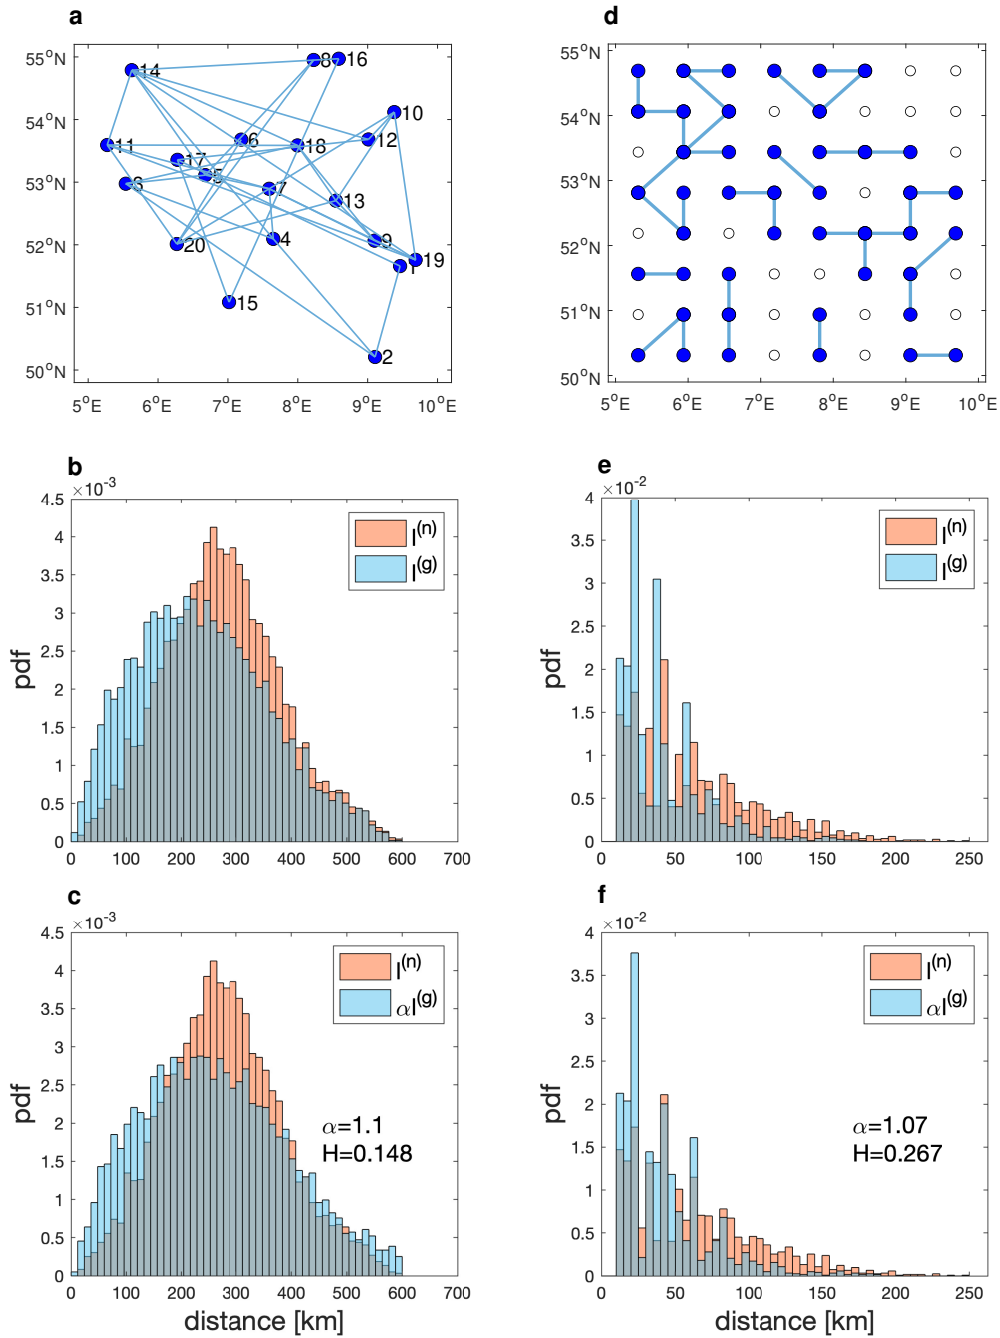 a
55°N
54°N
53°N
52°N
51°N
50°N
5°E
6°E
7°E
8°E
9°E
10°E
14
8
16
10
11
17
6
18
12
5
7
13
20
4
9
19
1
15
2
d
55°N
54°N
53°N
52°N
51°N
50°N
5°E
6°E
7°E
8°E
9°E
10°E
b
×10⁻³
4.5
4
3.5
3
2.5
2
1.5
1
0.5
0
pdf
l(n)
l(g)
0 100 200 300 400 500 600 700
e
×10⁻²
4
3.5
3
2.5
2
1.5
1
0.5
0
pdf
l(n)
l(g)
0 50 100 150 200 250
c
×10⁻³
4.5
4
3.5
3
2.5
2
1.5
1
0.5
0
pdf
l(n)
αl(g)
α=1.1
H=0.148
0 100 200 300 400 500 600 700
distance [km]
f
×10⁻²
4
3.5
3
2.5
2
1.5
1
0.5
0
pdf
l(n)
αl(g)
α=1.07
H=0.267
0 50 100 150 200 250
distance [km]